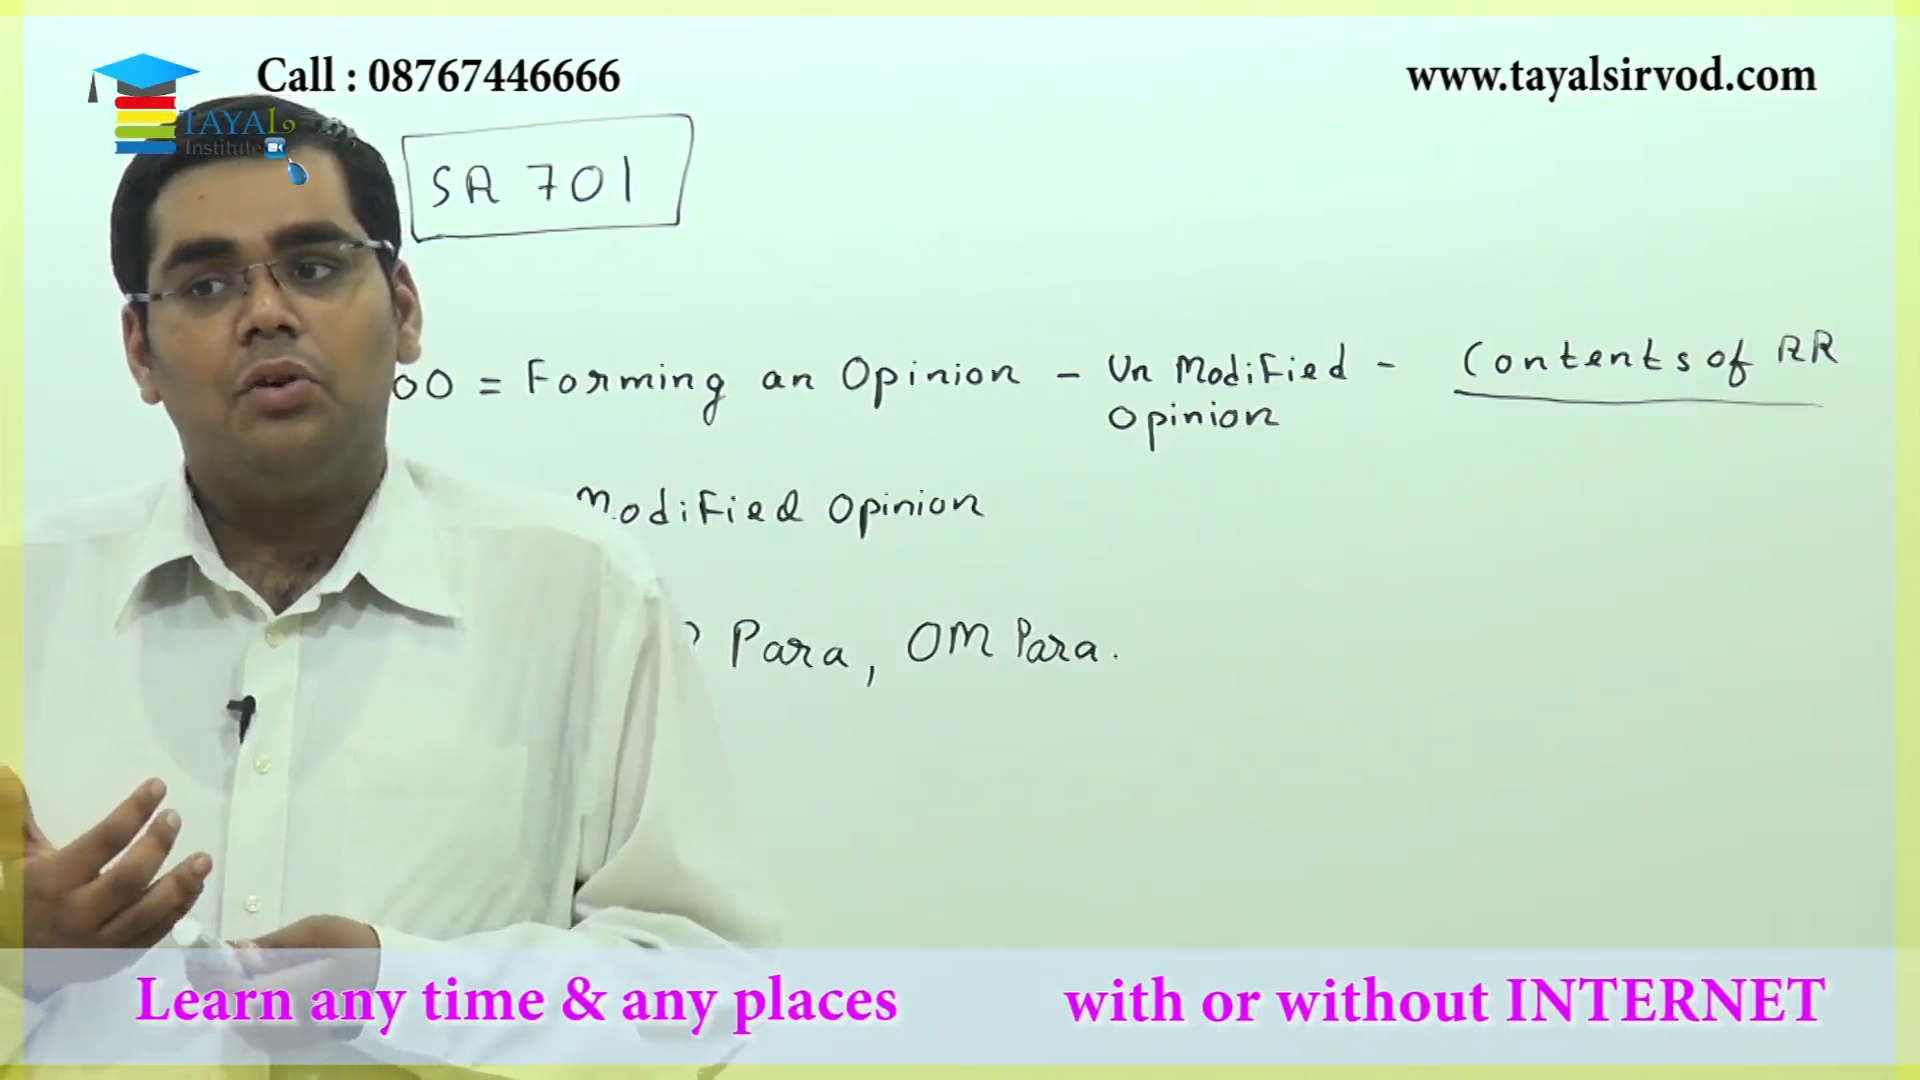 Call : 08767446666
www.tayalsirvod.com
TAYAL
Institute
SA 701
00 = Forming an Opinion - Un Modified - Contents of AR
Opinion
Modified Opinion
Para, OM Para.
Learn any time & any places
with or without INTERNET